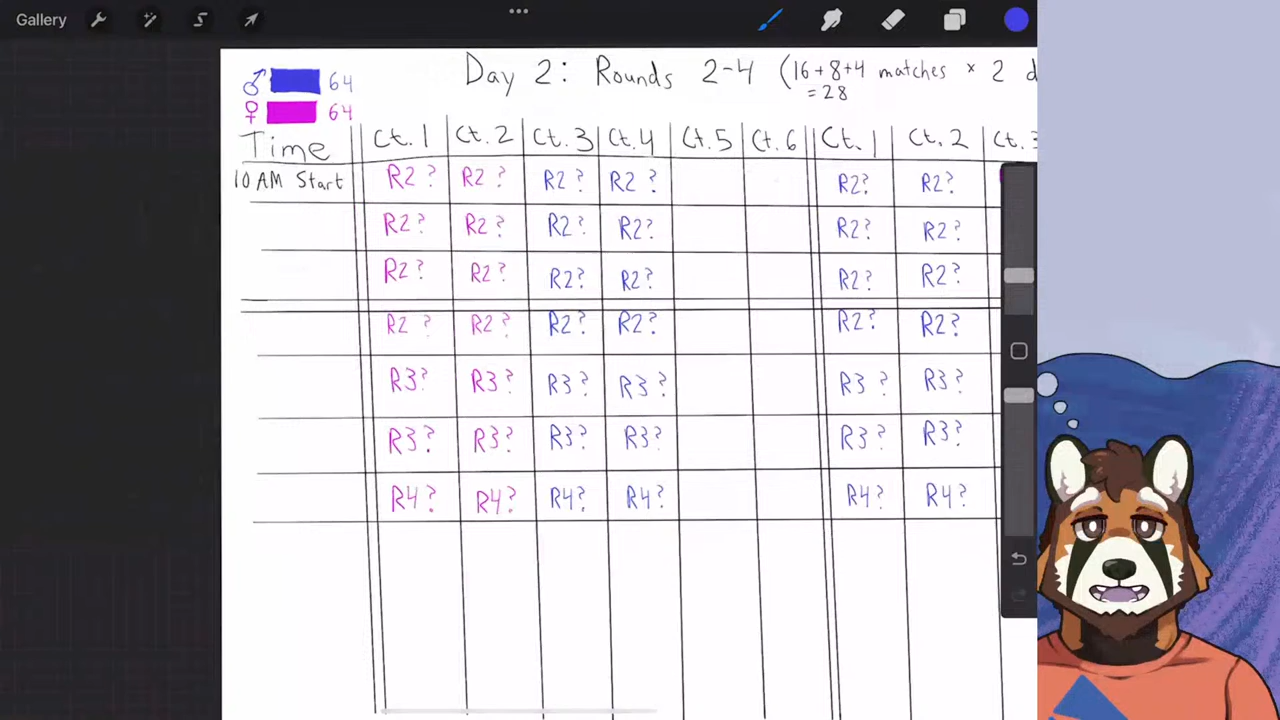 Gallery
♂ 64
♀ 64
Day 2: Rounds 2-4 (16+8+4 matches × 2 d
=28
Time Ct. 1 Ct. 2 Ct. 3 Ct. 4 Ct. 5 Ct. 6 Ct. 1 Ct. 2 Ct. 3
10 AM Start R2? R2? R2? R2? R2? R2?
R2? R2? R2? R2? R2? R2?
R2? R2? R2? R2? R2? R2?
R2? R2? R2? R2? R2? R2?
R3? R3? R3? R3? R3? R3?
R3? R3? R3? R3? R3? R3?
R4? R4? R4? R4? R4? R4?